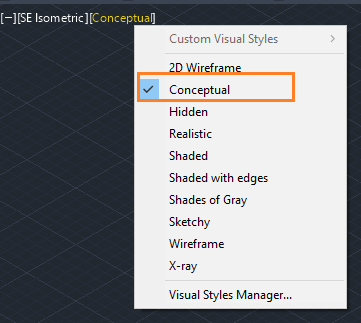 [−][SE Isometric][Conceptual]
Custom Visual Styles
2D Wireframe
Conceptual
Hidden
Realistic
Shaded
Shaded with edges
Shades of Gray
Sketchy
Wireframe
X-ray
Visual Styles Manager...